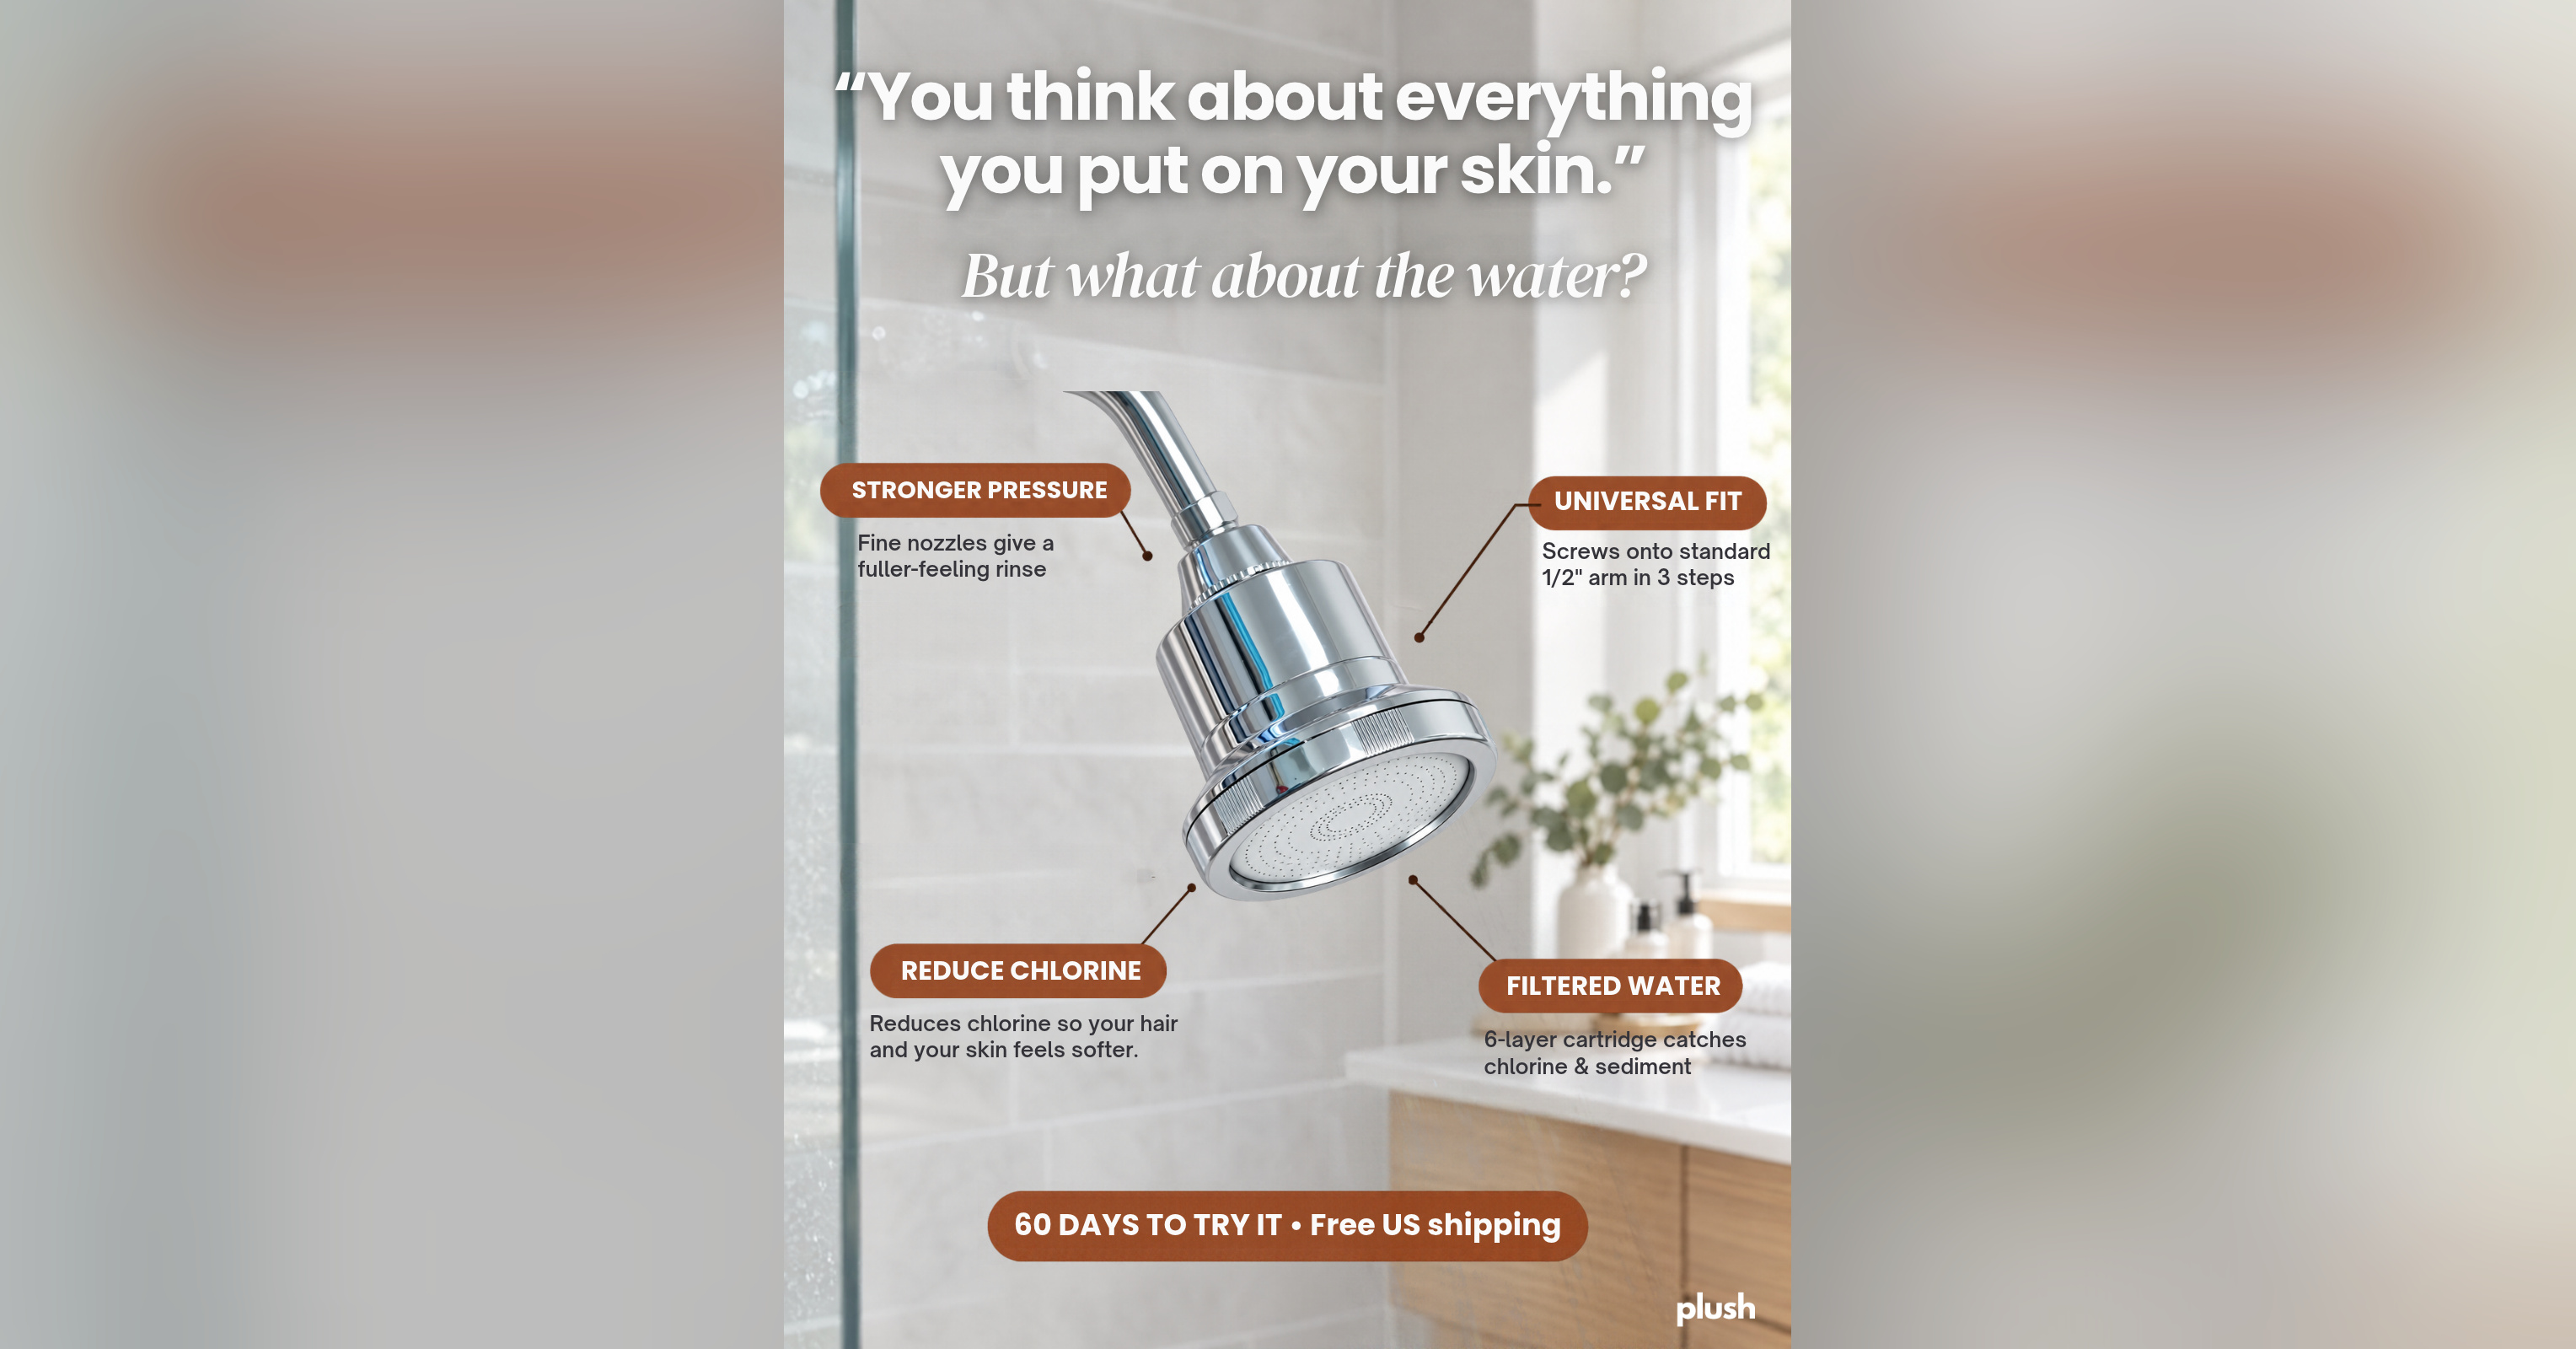 “You think about everything
you put on your skin.”
But what about the water?
STRONGER PRESSURE
Fine nozzles give a
fuller-feeling rinse
UNIVERSAL FIT
Screws onto standard
1/2" arm in 3 steps
REDUCE CHLORINE
Reduces chlorine so your hair
and your skin feels softer.
FILTERED WATER
6-layer cartridge catches
chlorine & sediment
60 DAYS TO TRY IT • Free US shipping
plush